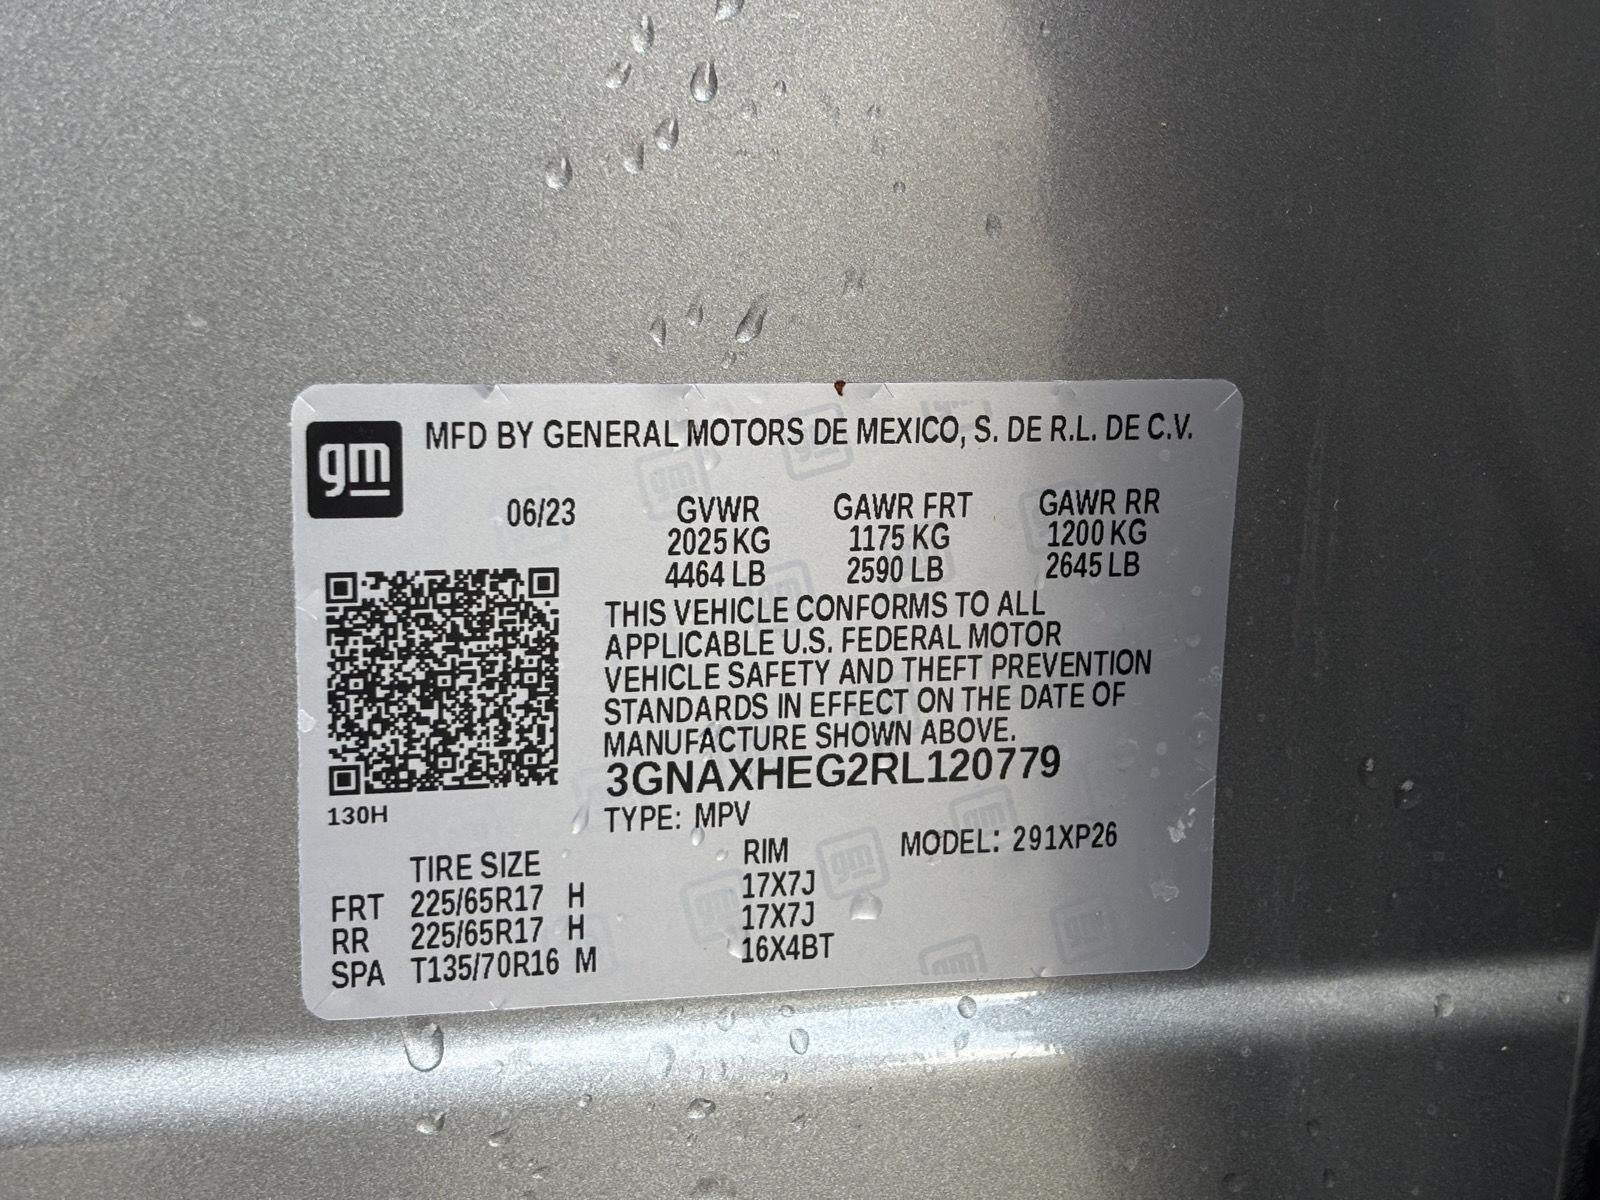 gm
MFD BY GENERAL MOTORS DE MEXICO, S. DE R.L. DE C.V.
06/23 GVWR GAWR FRT GAWR RR
2025 KG 1175 KG 1200 KG
4464 LB 2590 LB 2645 LB
THIS VEHICLE CONFORMS TO ALL
APPLICABLE U.S. FEDERAL MOTOR
VEHICLE SAFETY AND THEFT PREVENTION
STANDARDS IN EFFECT ON THE DATE OF
MANUFACTURE SHOWN ABOVE.
3GNAXHEG2RL120779
130H
TYPE: MPV
MODEL: 291XP26
TIRE SIZE RIM
FRT 225/65R17 H 17X7J
RR 225/65R17 H 17X7J
SPA T135/70R16 M 16X4BT